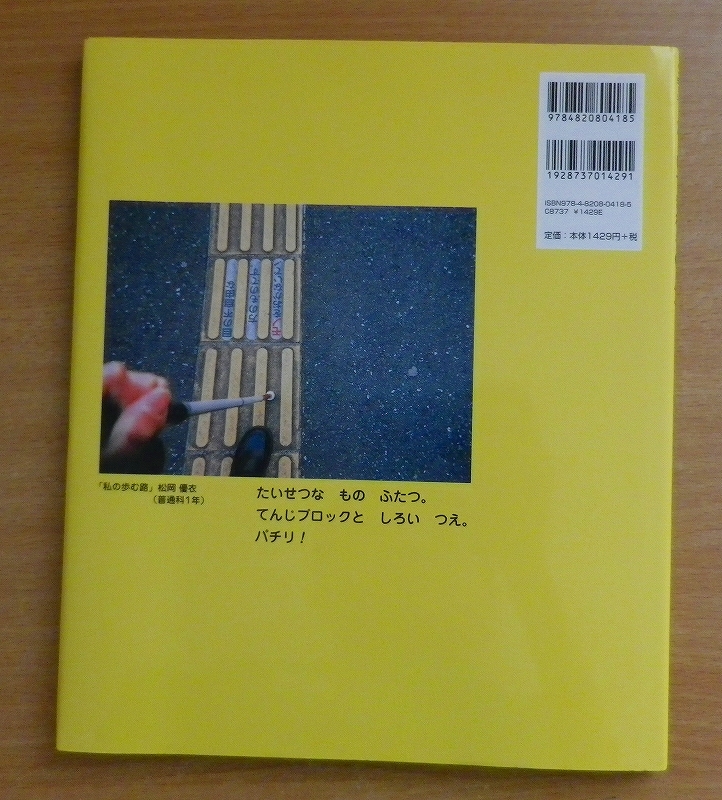 9784820804185
1928737014291
ISBN978-4-8208-0418-5
C8737 ￥1429E
定価：本体1429円＋税
「私の歩む路」松岡 優衣
（普通科1年）
たいせつな もの ふたつ。
てんじブロックと しろい つえ。
パチリ！